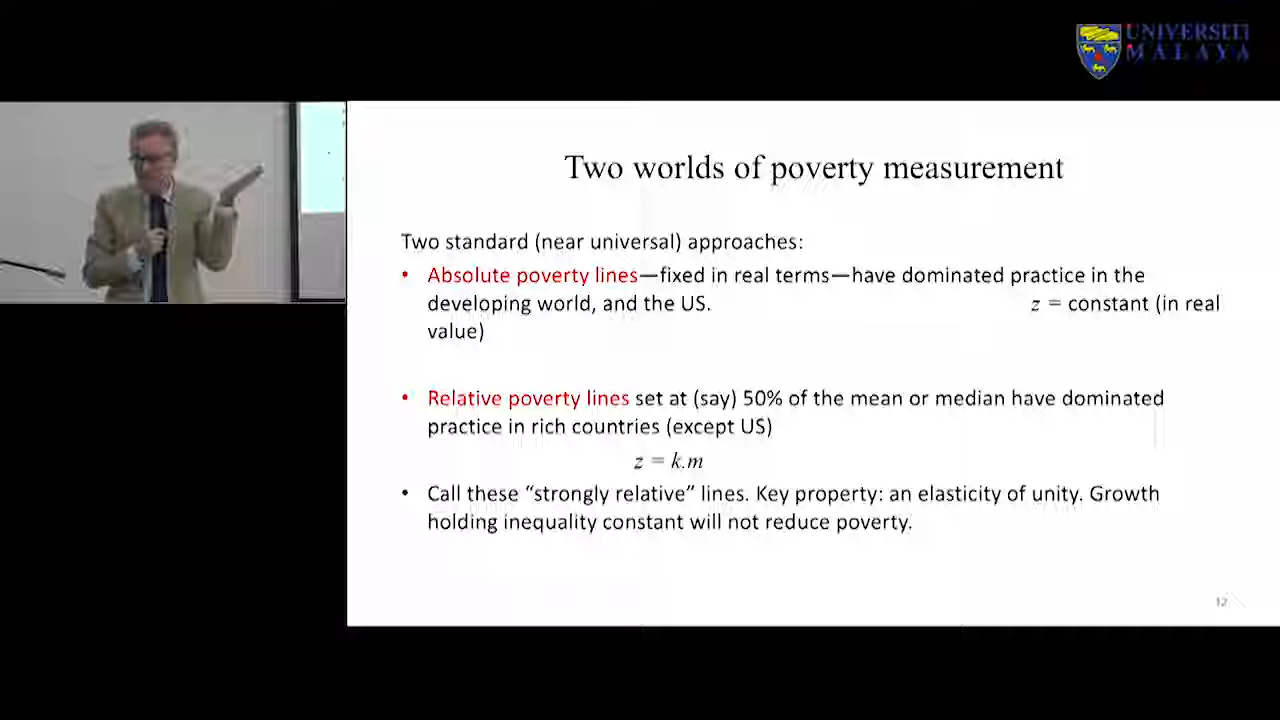 UNIVERSITI
MALAYA
Two worlds of poverty measurement
Two standard (near universal) approaches:
• Absolute poverty lines—fixed in real terms—have dominated practice in the
developing world, and the US. z = constant (in real
value)
• Relative poverty lines set at (say) 50% of the mean or median have dominated
practice in rich countries (except US)
z = k.m
• Call these “strongly relative” lines. Key property: an elasticity of unity. Growth
holding inequality constant will not reduce poverty.
12